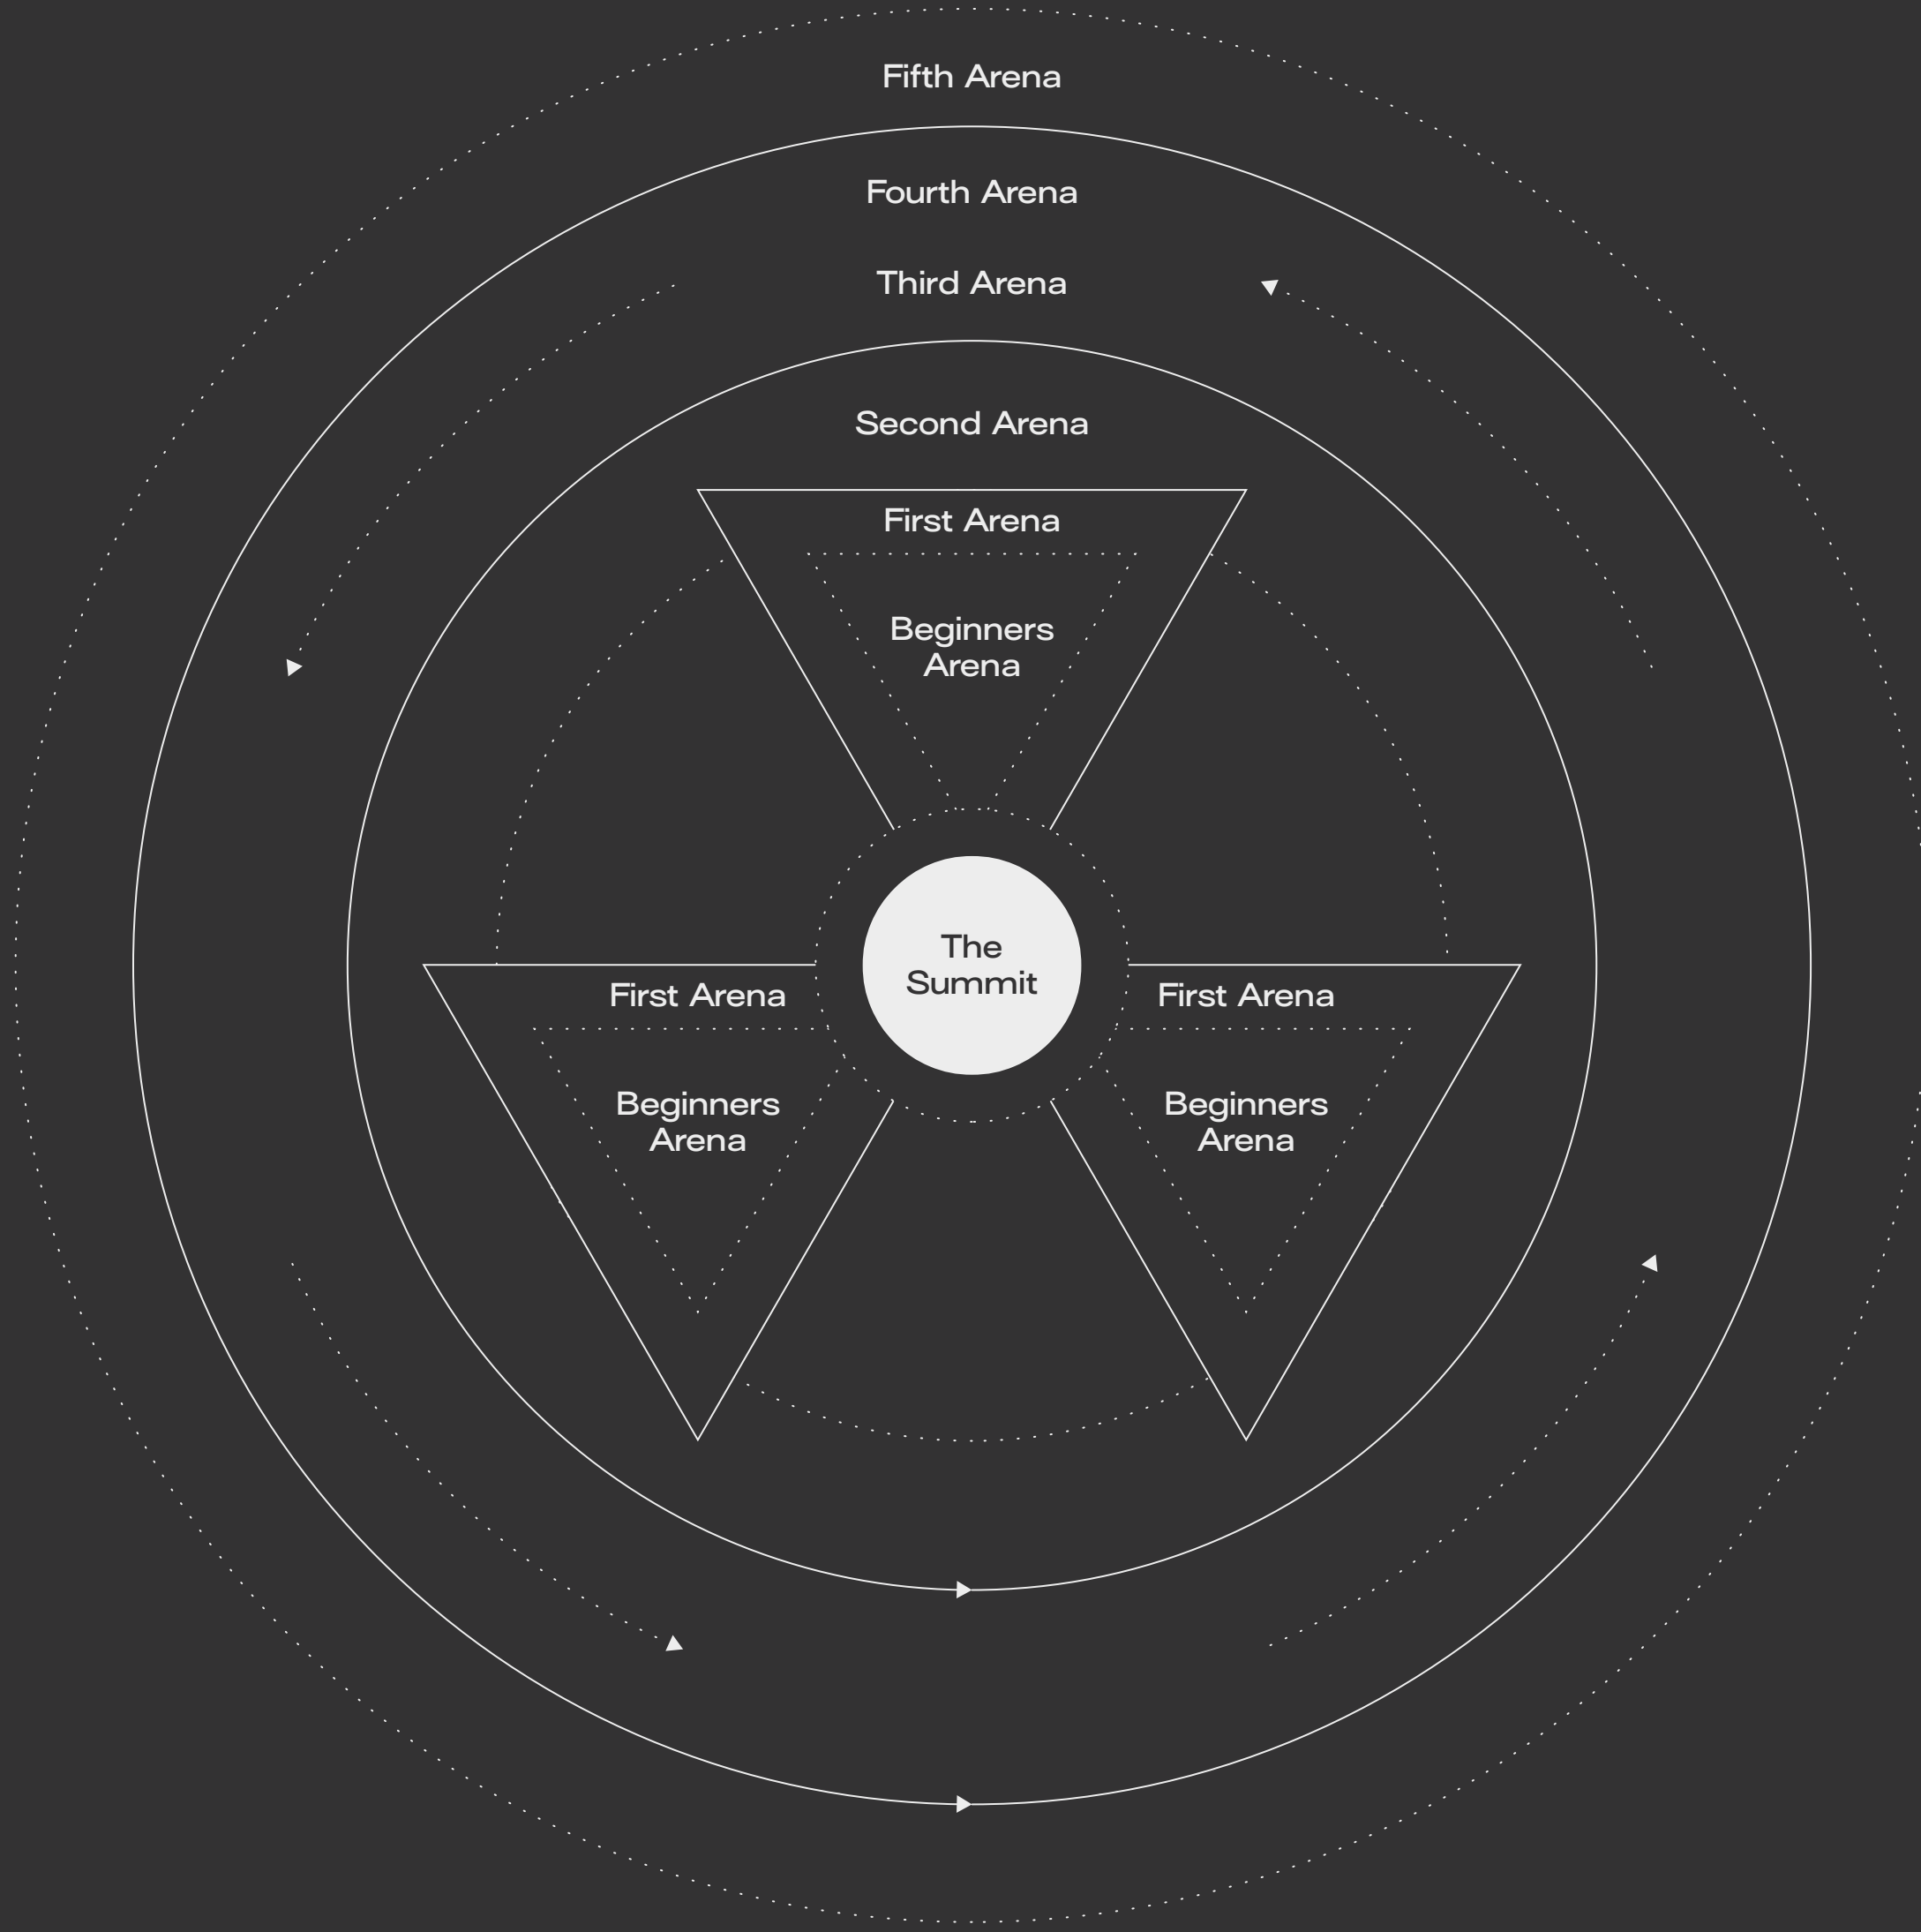 Fifth Arena
Fourth Arena
Third Arena
Second Arena
First Arena
Beginners
Arena
The
Summit
First Arena
First Arena
Beginners
Arena
Beginners
Arena